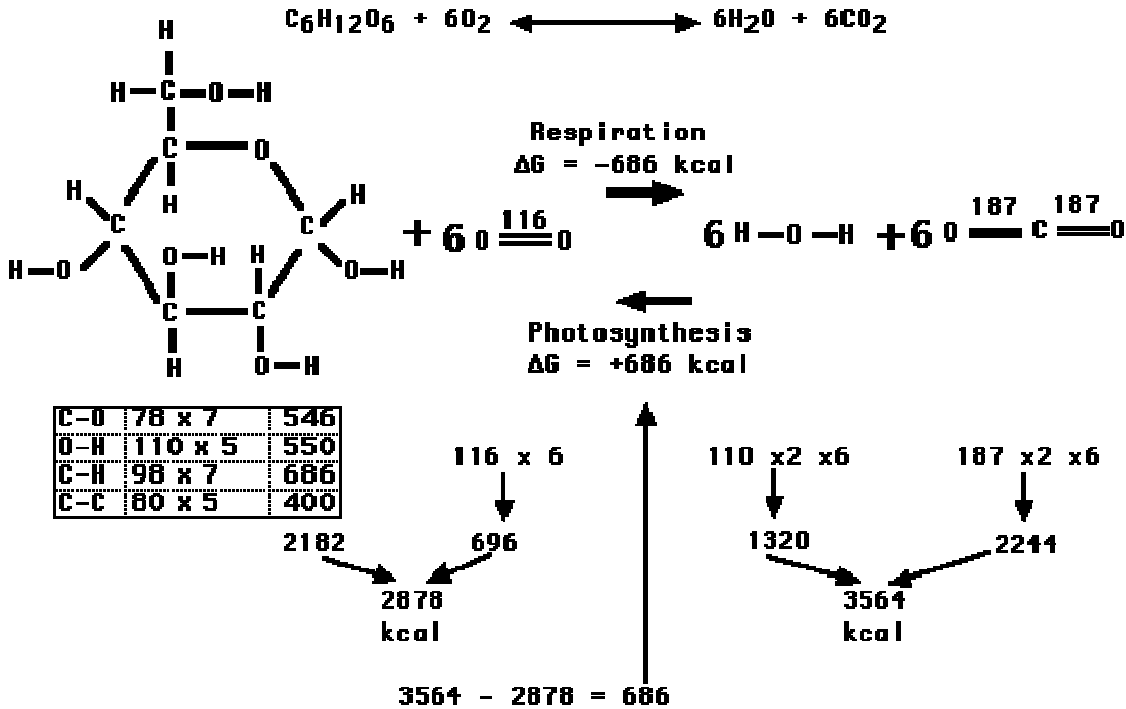 C6H12O6 + 6O2 6H2O + 6CO2
H
H C O H
C O
H H H
C C
O H H
H O O H
C C
H O H
Respiration
ΔG = -686 kcal
+ 6 O 116 O
6 H O H + 6 O 187 C 187 O
Photosynthesis
ΔG = +686 kcal
C-O 78 x 7 546
O-H 110 x 5 550
C-H 98 x 7 686
C-C 80 x 5 400
116 x 6 110 x2 x6 187 x2 x6
2182 696 1320 2244
2878 3564
kcal kcal
3564 - 2878 = 686